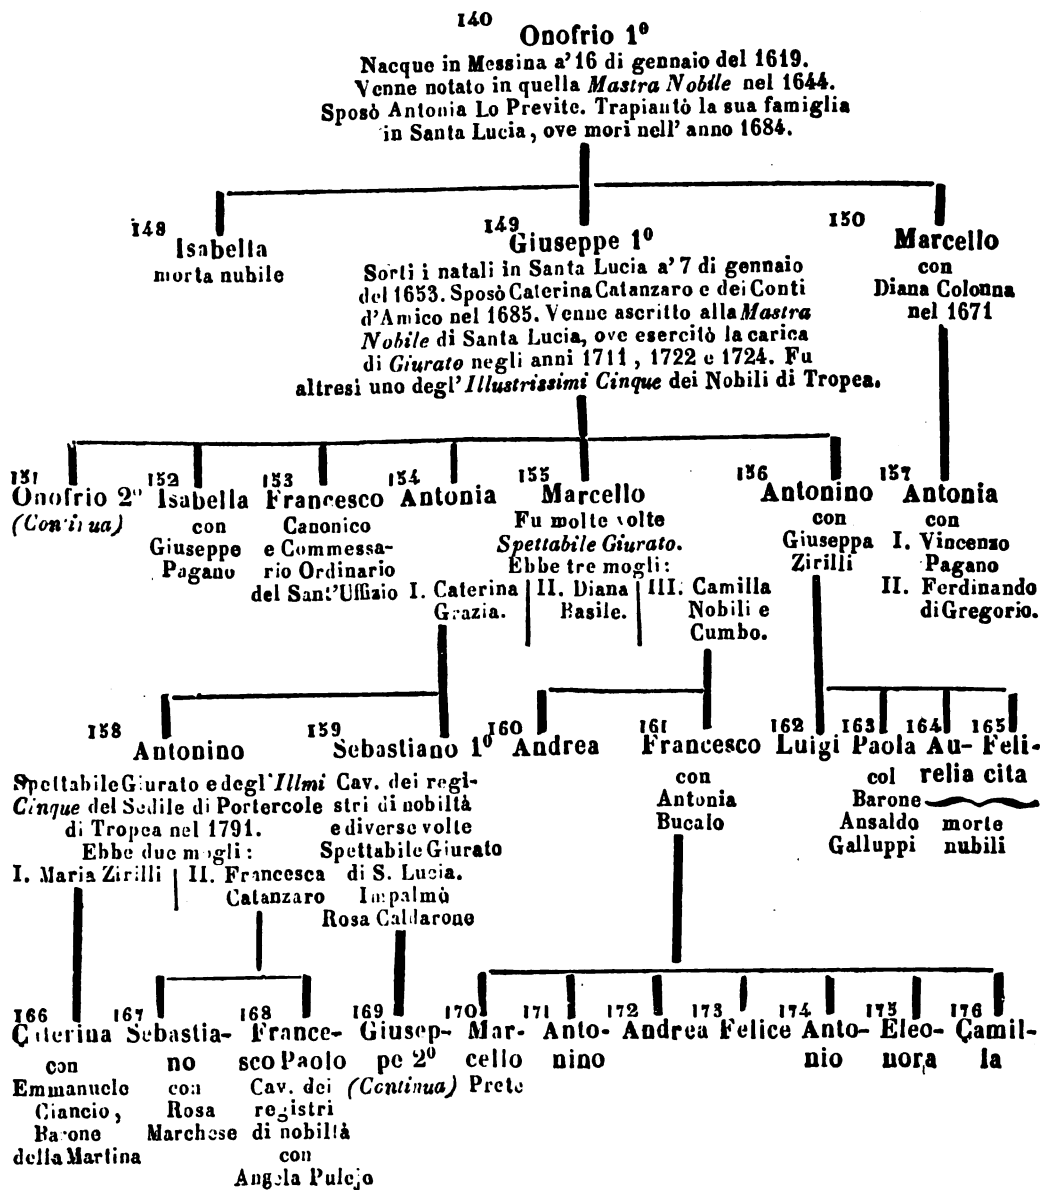 140
Onofrio 1º
Nacque in Messina a' 16 di gennaio del 1619.
Venne notato in quella Mastra Nobile nel 1644.
Sposò Antonia Lo Previte. Trapiantò la sua famiglia
in Santa Lucia, ove morì nell' anno 1684.
148
Isabella
morta nubile
149
Giuseppe 1º
Sortì i natali in Santa Lucia a' 7 di gennaio
del 1653. Sposò Caterina Catanzaro e dei Conti
d'Amico nel 1685. Venne ascritto alla Mastra
Nobile di Santa Lucia, ove esercitò la carica
di Giurato negli anni 1711, 1722 e 1724. Fu
altresì uno degl' Illustrissimi Cinque dei Nobili di Tropea.
150
Marcello
con
Diana Colonna
nel 1671
151
Onofrio 2º
(Continua)
152
Isabella
con
Giuseppe
Pagano
153
Francesco
Canonico
e Commessa-
rio Ordinario
del Sant'Uffizio
154
Antonia
155
Marcello
Fu molte volte
Spettabile Giurato.
Ebbe tre mogli:
I. Caterina
Grazia.
II. Diana
Basile.
III. Camilla
Nobili e
Cumbo.
156
Antonino
con
Giuseppa
Zirilli
157
Antonia
con
I. Vincenzo
Pagano
II. Ferdinando
di Gregorio.
158
Antonino
Spettabile Giurato e degl' Illmi
Cinque del Sedile di Portercole
di Tropea nel 1791.
Ebbe due mogli:
I. Maria Zirilli
II. Francesca
Catanzaro
159
Sebastiano 1º
Cav. dei regi-
stri di nobiltà
e diverse volte
Spettabile Giurato
di S. Lucia.
Impalmò
Rosa Caldarone
160
Andrea
161
Francesco
con
Antonia
Bucalo
162
Luigi
163
Paola
col
Barone
Ansaldo
Galluppi
164
Au-
relia
165
Feli-
cita
morte
nubili
166
Caterina
con
Emmanuele
Ciancio,
Barone
della Martina
167
Sebastia-
no
con
Rosa
Marchese
168
France-
sco Paolo
Cav. dei
registri
di nobiltà
con
Angela Pulejo
169
Giusep-
pe 2º
(Continua)
170
Mar-
cello
Prete
171
Anto-
nino
172
Andrea
173
Felice
174
Anto-
nio
175
Eleo-
nora
176
Camil-
la